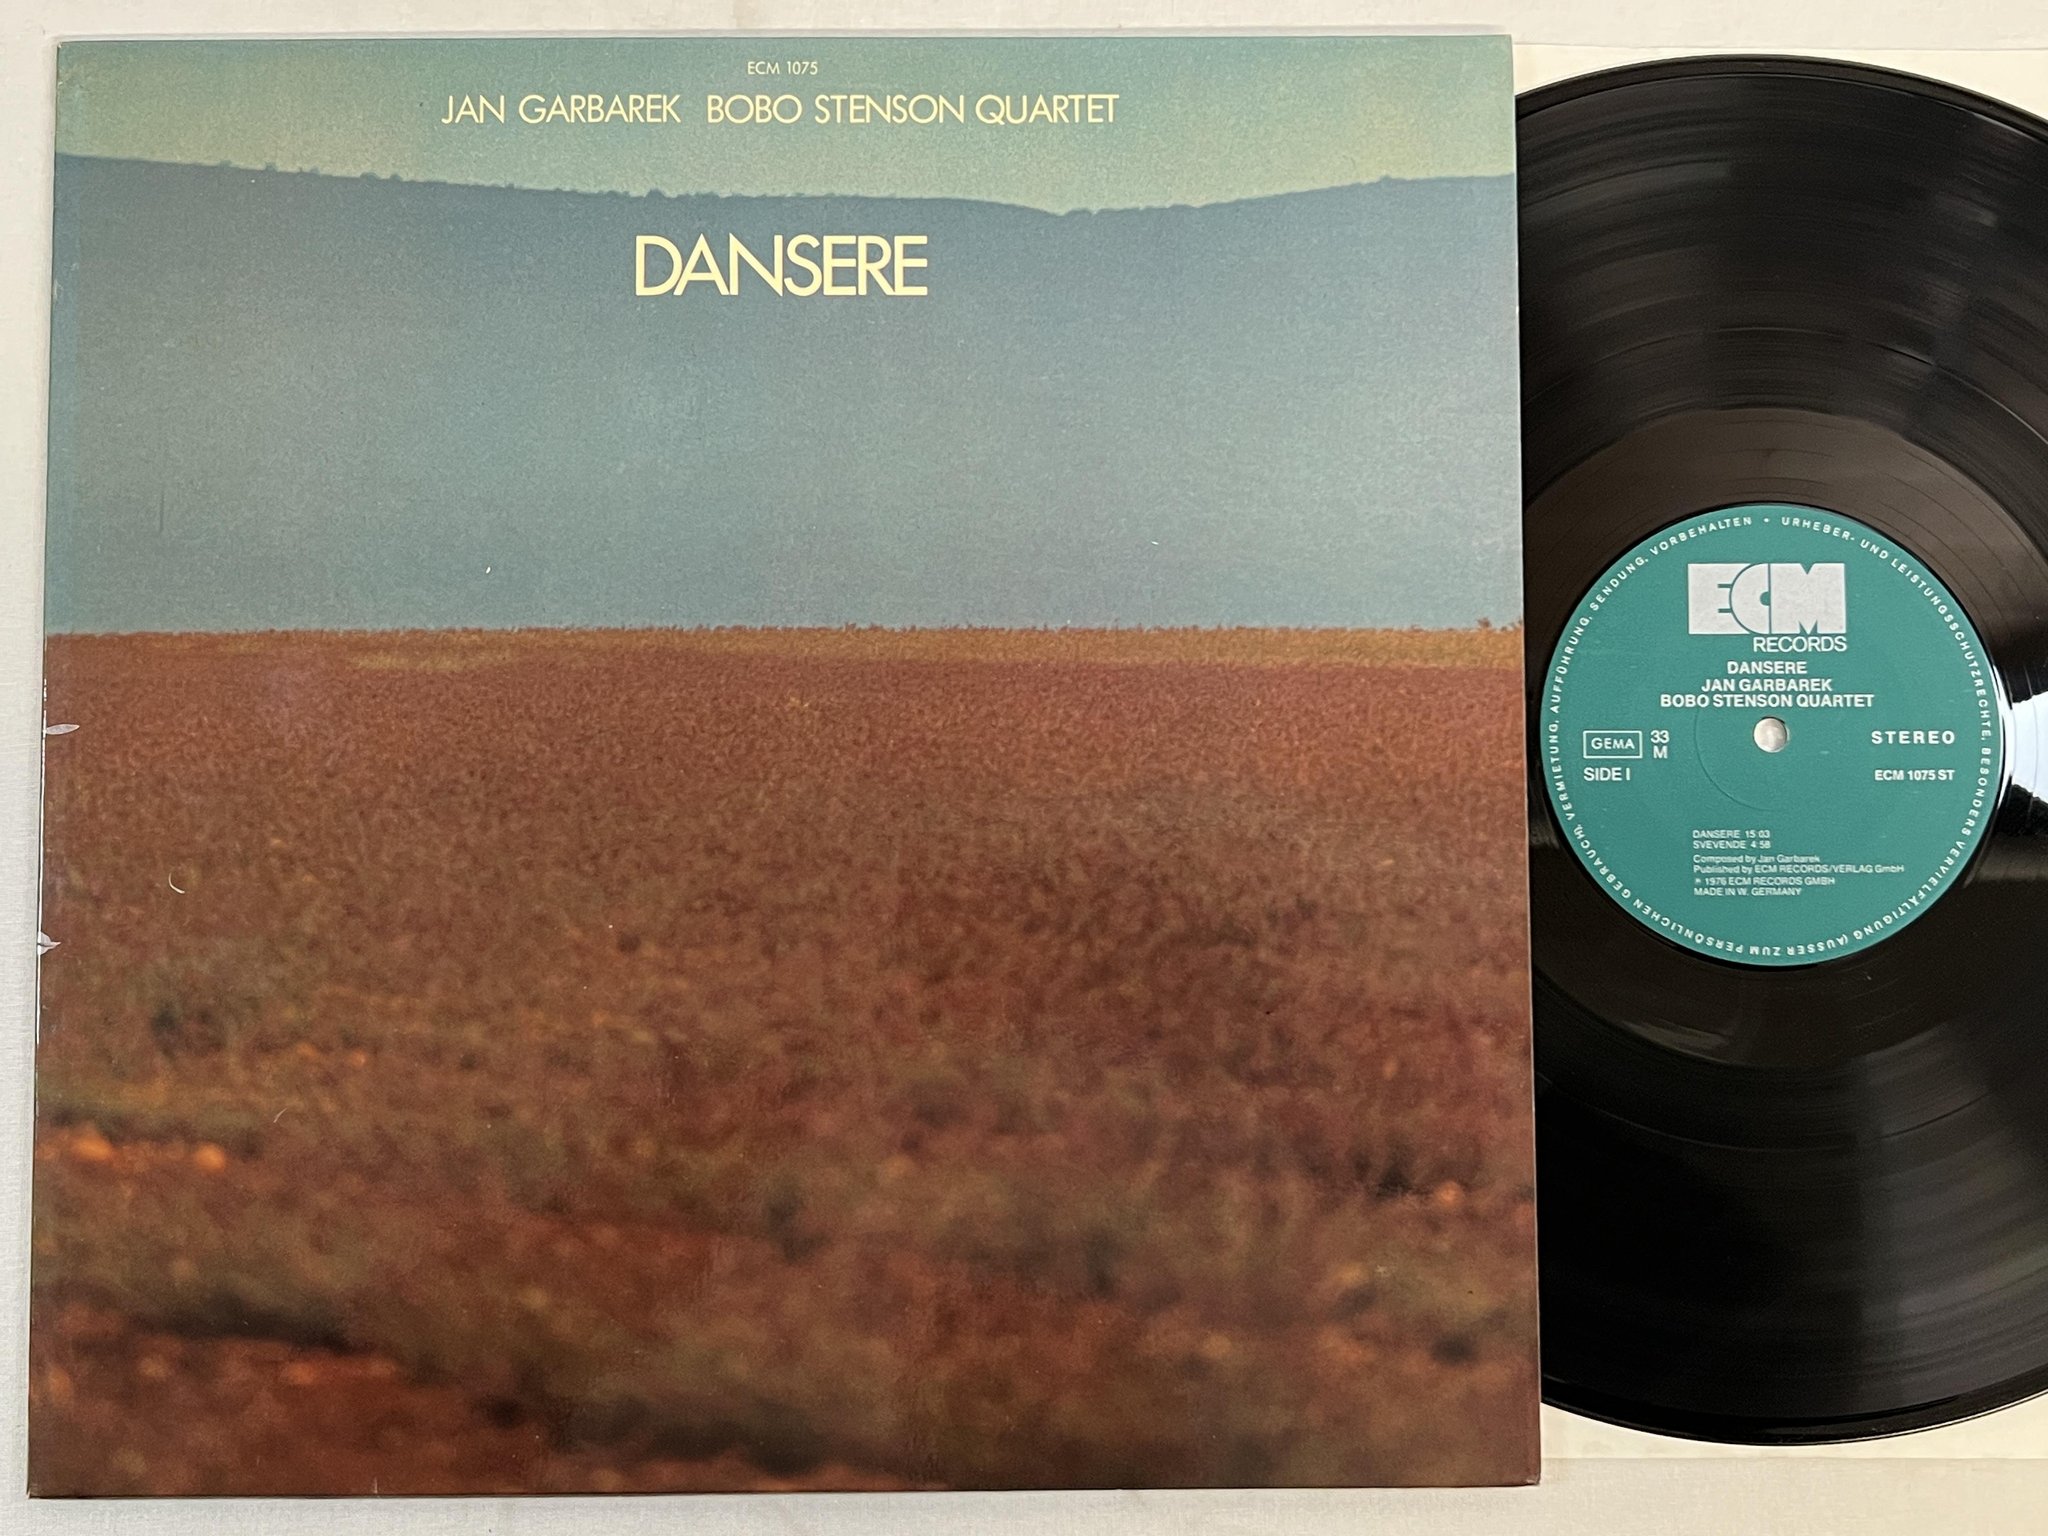 ECM 1075
JAN GARBAREK BOBO STENSON QUARTET
DANSERE
URHEBER- UND LEISTUNGSSCHUTZRECHTE, BESONDERS VERVIELFÄLTIGUNG (AUSSER ZUM PERSÖNLICHEN GEBRAUCH), VERMIETUNG, AUFFÜHRUNG, SENDUNG, VORBEHALTEN •
ECM
RECORDS
DANSERE
JAN GARBAREK
BOBO STENSON QUARTET
GEMA 33 STEREO
M
SIDE I ECM 1075 ST
DANSERE 15:03
SVEVENDE 4:58
Composed by Jan Garbarek
Published by ECM RECORDS/VERLAG GmbH
℗ 1976 ECM RECORDS GMBH
MADE IN W. GERMANY